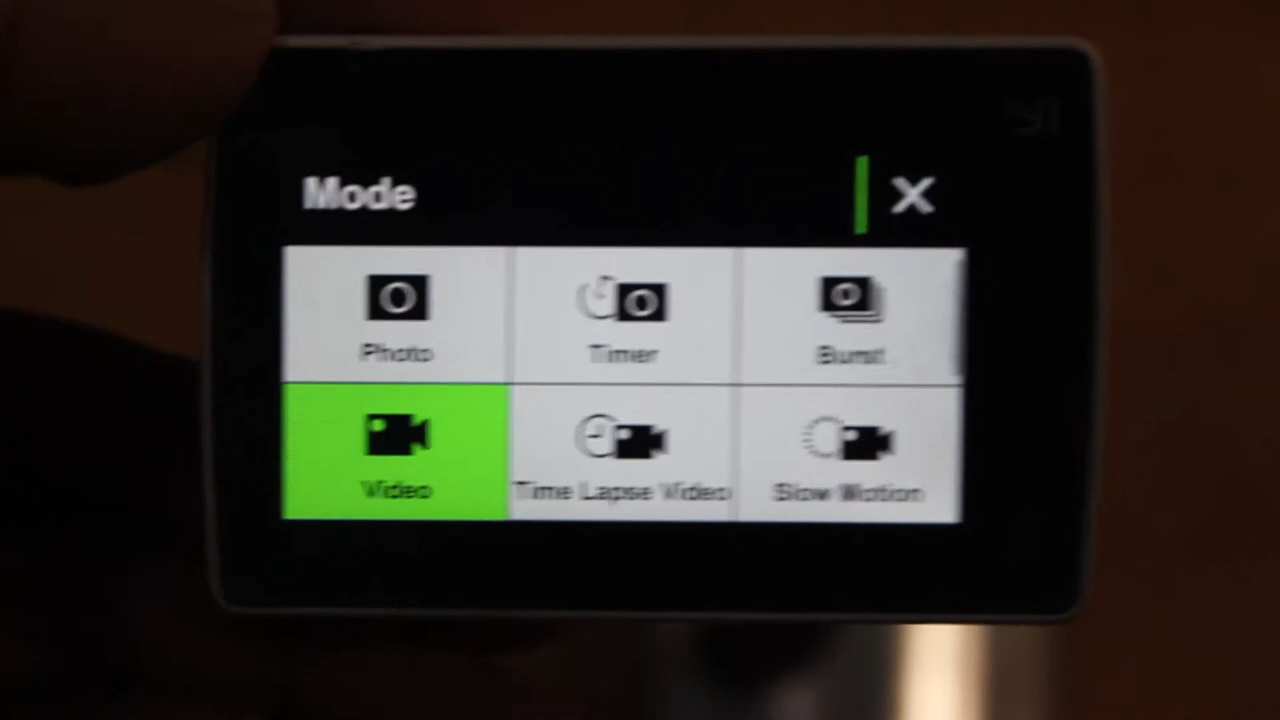 Mode
Photo
Timer
Burst
Video
Time Lapse Video
Slow Motion